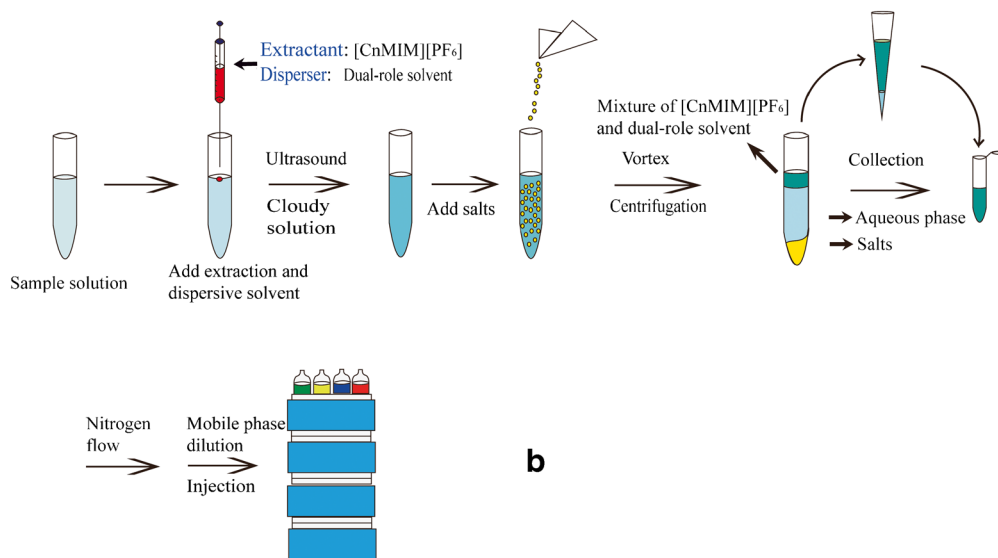 Extractant: [CnMIM][PF₆]
Disperser: Dual-role solvent
Sample solution
Add extraction and
dispersive solvent
Ultrasound
Cloudy
solution
Add salts
Vortex
Centrifugation
Mixture of [CnMIM][PF₆]
and dual-role solvent
Collection
Aqueous phase
Salts
Nitrogen
flow
Mobile phase
dilution
Injection
b